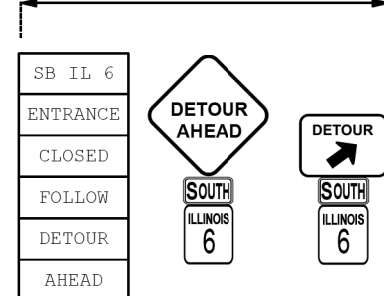 SB IL 6
ENTRANCE
CLOSED
FOLLOW
DETOUR
AHEAD
DETOUR
AHEAD
SOUTH
ILLINOIS
6
DETOUR
SOUTH
ILLINOIS
6